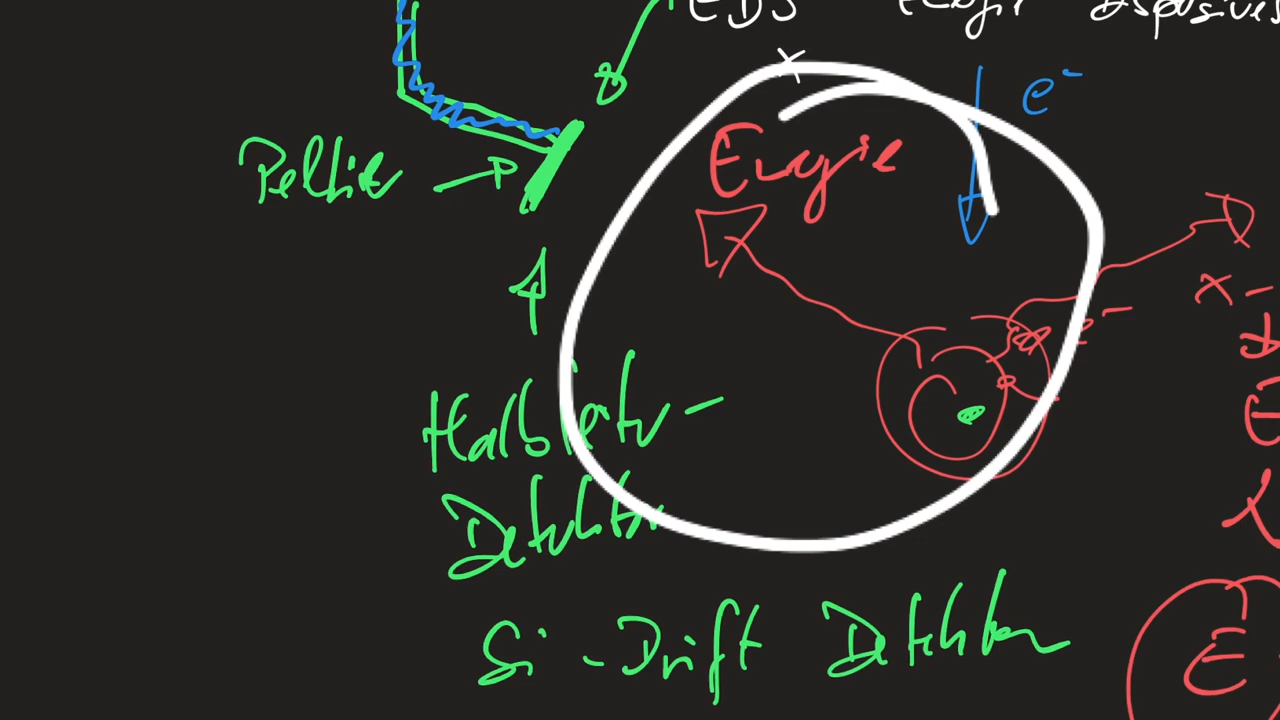 EDS
e⁻
Energie
Peltier
e⁻
x-
Halbleiter-
Detektor
Si-Drift Detektor
E